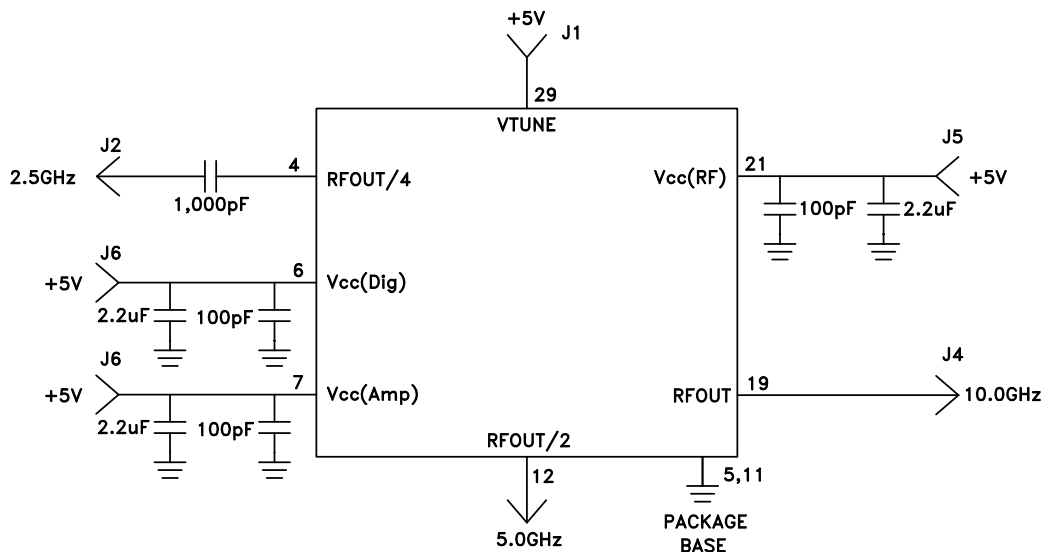 +5V
J1
29
VTUNE
J2
2.5GHz
1,000pF
4
RFOUT/4
J6
+5V
2.2uF
100pF
6
Vcc(Dig)
J6
+5V
2.2uF
100pF
7
Vcc(Amp)
Vcc(RF)
21
J5
+5V
100pF
2.2uF
RFOUT
19
J4
10.0GHz
RFOUT/2
12
5.0GHz
5,11
PACKAGE
BASE